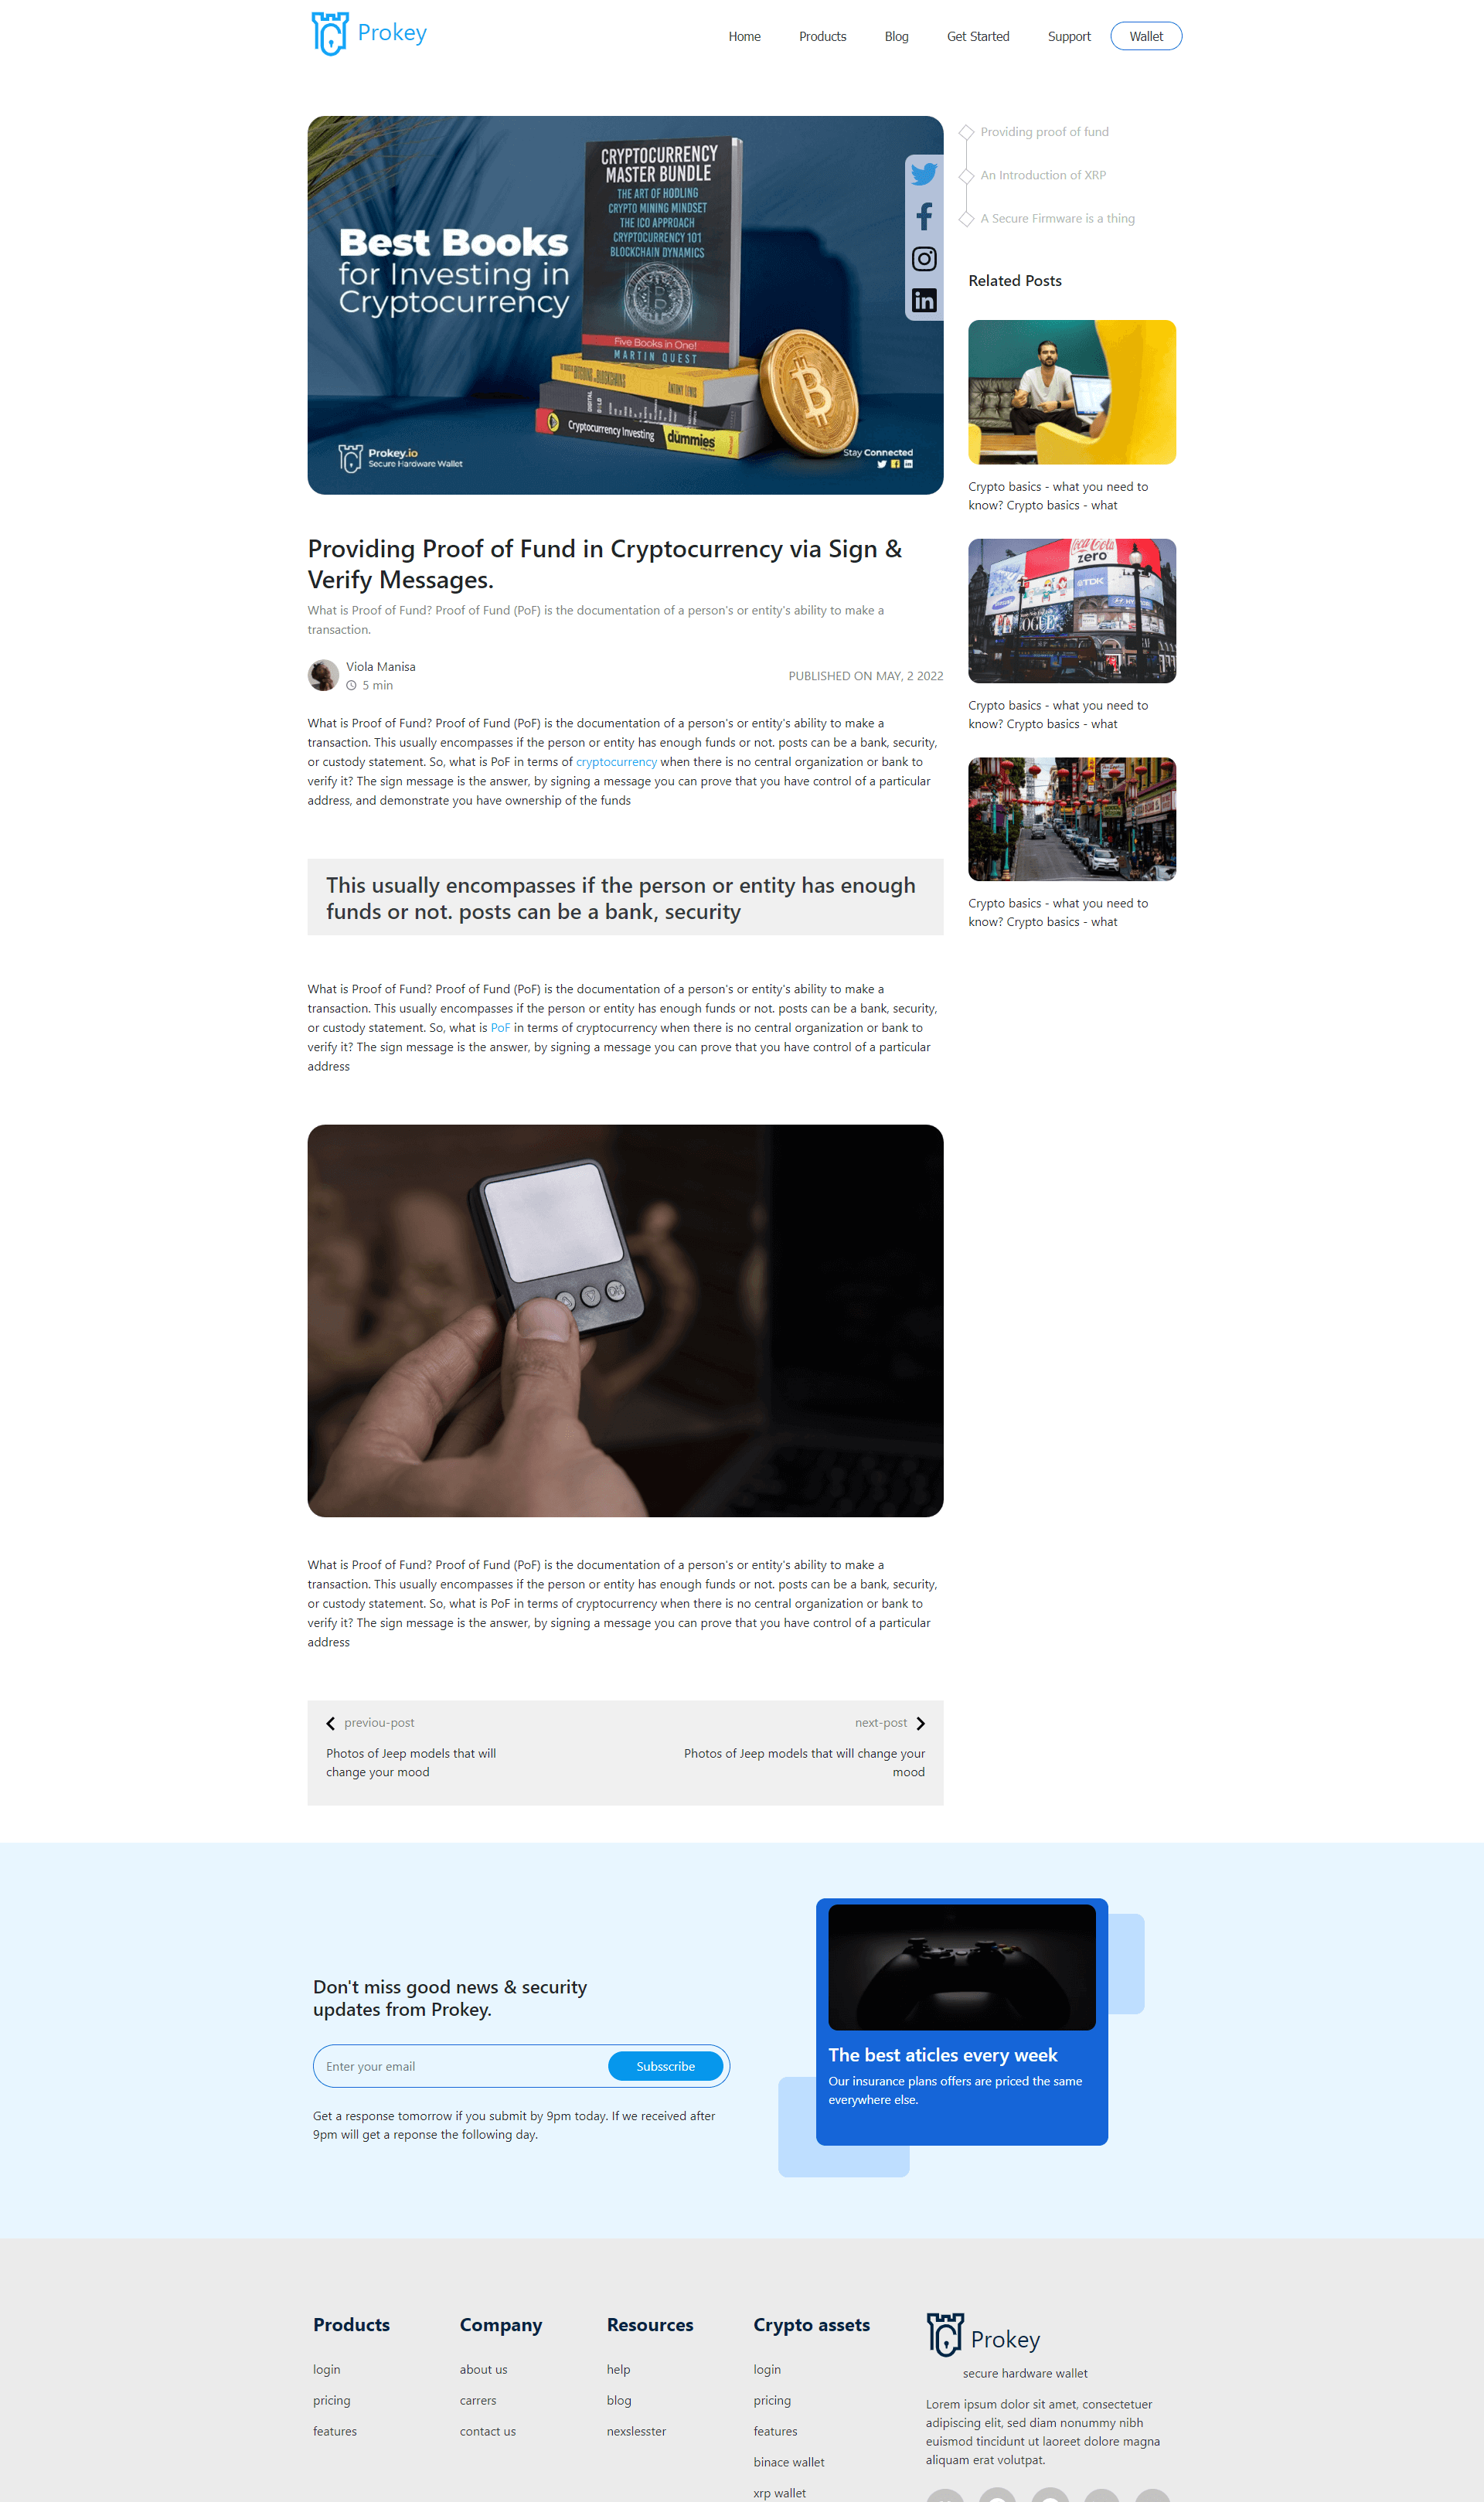 Prokey
Home Products Blog Get Started Support Wallet
CRYPTOCURRENCY
MASTER BUNDLE
THE ART OF HODLING
CRYPTO MINING MINDSET
THE ICO APPROACH
CRYPTOCURRENCY 101
BLOCKCHAIN DYNAMICS
Five Books in One!
MARTIN QUEST
Best Books
for Investing in
Cryptocurrency
ANTONY LEWIS
DIGITAL
Cryptocurrency Investing
dummies
Prokey.io
Secure Hardware Wallet
Stay Connected
Providing proof of fund
An Introduction of XRP
A Secure Firmware is a thing
Related Posts
Crypto basics - what you need to
know? Crypto basics - what
Coca-Cola
zero
TDK
VOGUE
Crypto basics - what you need to
know? Crypto basics - what
Crypto basics - what you need to
know? Crypto basics - what
Providing Proof of Fund in Cryptocurrency via Sign &
Verify Messages.
What is Proof of Fund? Proof of Fund (PoF) is the documentation of a person's or entity's ability to make a
transaction.
Viola Manisa
5 min
PUBLISHED ON MAY, 2 2022
What is Proof of Fund? Proof of Fund (PoF) is the documentation of a person's or entity's ability to make a
transaction. This usually encompasses if the person or entity has enough funds or not. posts can be a bank, security,
or custody statement. So, what is PoF in terms of cryptocurrency when there is no central organization or bank to
verify it? The sign message is the answer, by signing a message you can prove that you have control of a particular
address, and demonstrate you have ownership of the funds
This usually encompasses if the person or entity has enough
funds or not. posts can be a bank, security
What is Proof of Fund? Proof of Fund (PoF) is the documentation of a person's or entity's ability to make a
transaction. This usually encompasses if the person or entity has enough funds or not. posts can be a bank, security,
or custody statement. So, what is PoF in terms of cryptocurrency when there is no central organization or bank to
verify it? The sign message is the answer, by signing a message you can prove that you have control of a particular
address
OK
What is Proof of Fund? Proof of Fund (PoF) is the documentation of a person's or entity's ability to make a
transaction. This usually encompasses if the person or entity has enough funds or not. posts can be a bank, security,
or custody statement. So, what is PoF in terms of cryptocurrency when there is no central organization or bank to
verify it? The sign message is the answer, by signing a message you can prove that you have control of a particular
address
previou-post
Photos of Jeep models that will
change your mood
next-post
Photos of Jeep models that will change your
mood
Don't miss good news & security
updates from Prokey.
Enter your email
Subsscribe
Get a response tomorrow if you submit by 9pm today. If we received after
9pm will get a reponse the following day.
The best aticles every week
Our insurance plans offers are priced the same
everywhere else.
Products
login
pricing
features
Company
about us
carrers
contact us
Resources
help
blog
nexslesster
Crypto assets
login
pricing
features
binace wallet
xrp wallet
Prokey
secure hardware wallet
Lorem ipsum dolor sit amet, consectetuer
adipiscing elit, sed diam nonummy nibh
euismod tincidunt ut laoreet dolore magna
aliquam erat volutpat.